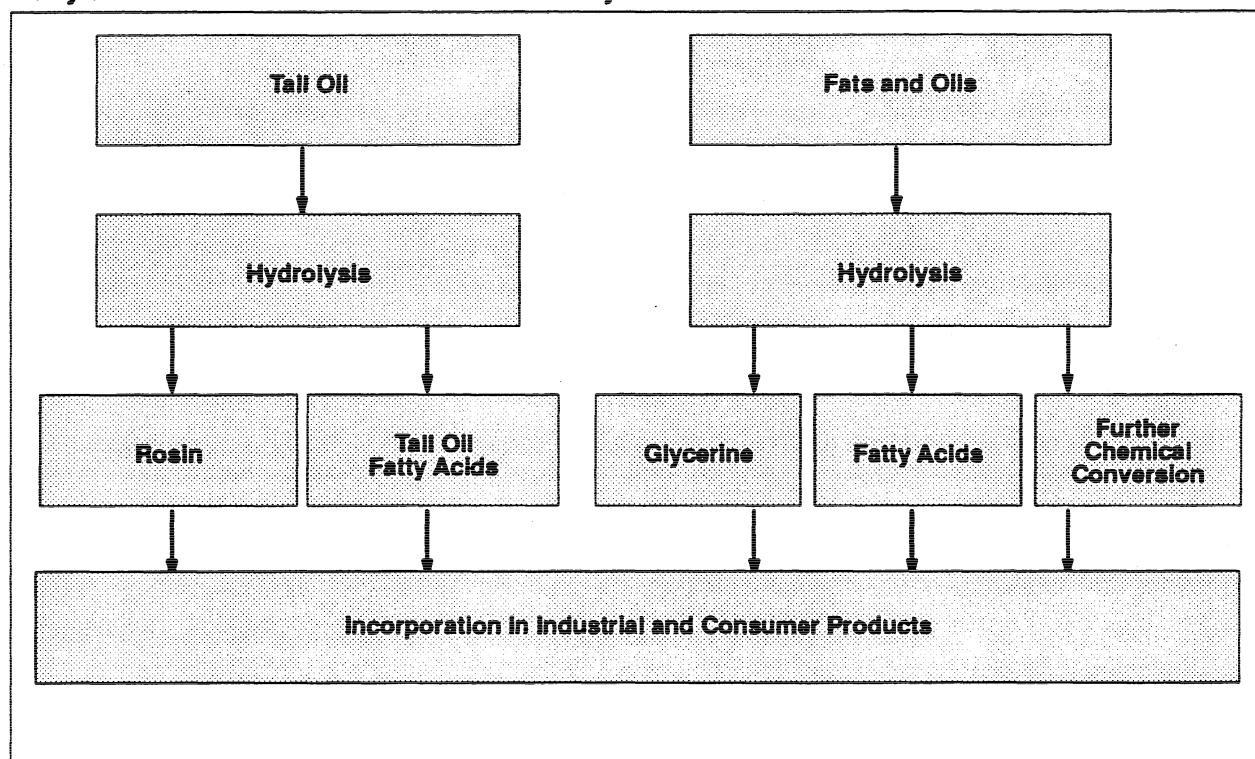 Tall Oil
Fats and Oils
Hydrolysis
Hydrolysis
Rosin
Tall Oil
Fatty Acids
Glycerine
Fatty Acids
Further
Chemical
Conversion
Incorporation in Industrial and Consumer Products